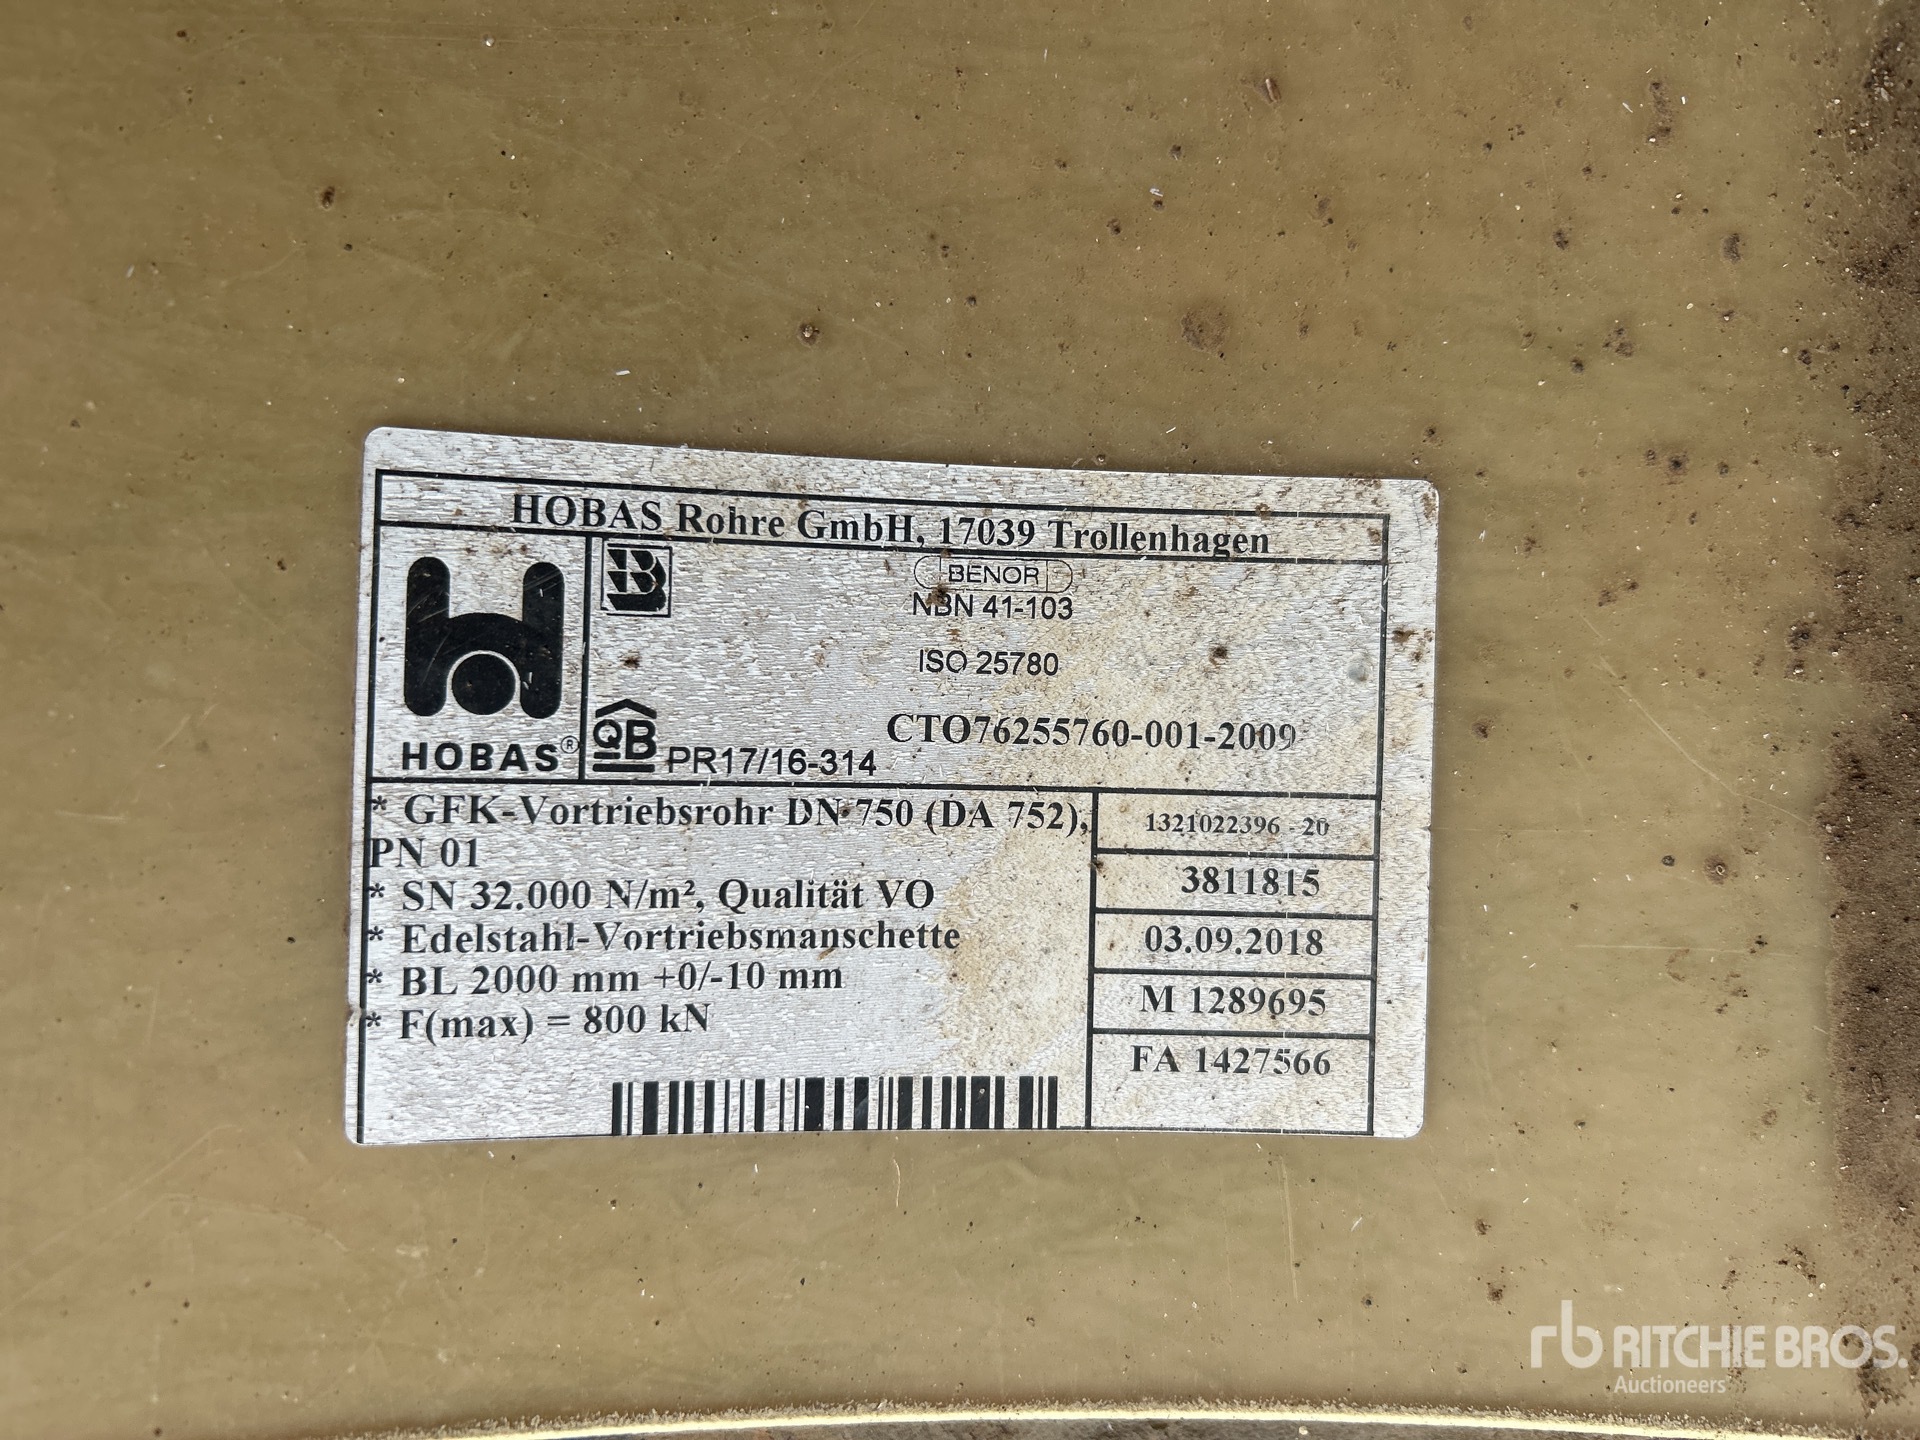 HOBAS Rohre GmbH, 17039 Trollenhagen
HOBAS®
B
BENOR
NBN 41-103
ISO 25780
CTO76255760-001-2009
QB PR17/16-314
* GFK-Vortriebsrohr DN 750 (DA 752),
PN 01
* SN 32.000 N/m², Qualität VO
* Edelstahl-Vortriebsmanschette
* BL 2000 mm +0/-10 mm
* F(max) = 800 kN
1321022396 - 20
3811815
03.09.2018
M 1289695
FA 1427566
rb RITCHIE BROS.
Auctioneers